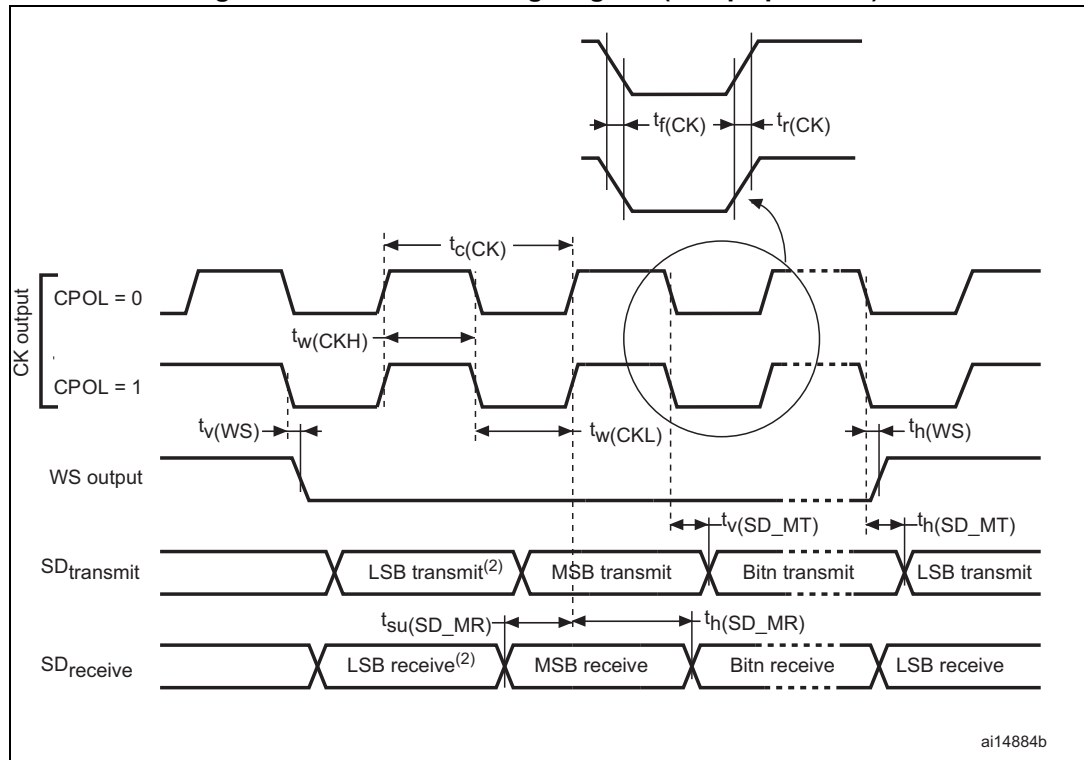 tf(CK)
tr(CK)
tc(CK)
CK output
CPOL = 0
tw(CKH)
CPOL = 1
tv(WS)
tw(CKL)
th(WS)
WS output
tv(SD_MT)
th(SD_MT)
SDtransmit
LSB transmit(2)
MSB transmit
Bitn transmit
LSB transmit
tsu(SD_MR)
th(SD_MR)
SDreceive
LSB receive(2)
MSB receive
Bitn receive
LSB receive
ai14884b